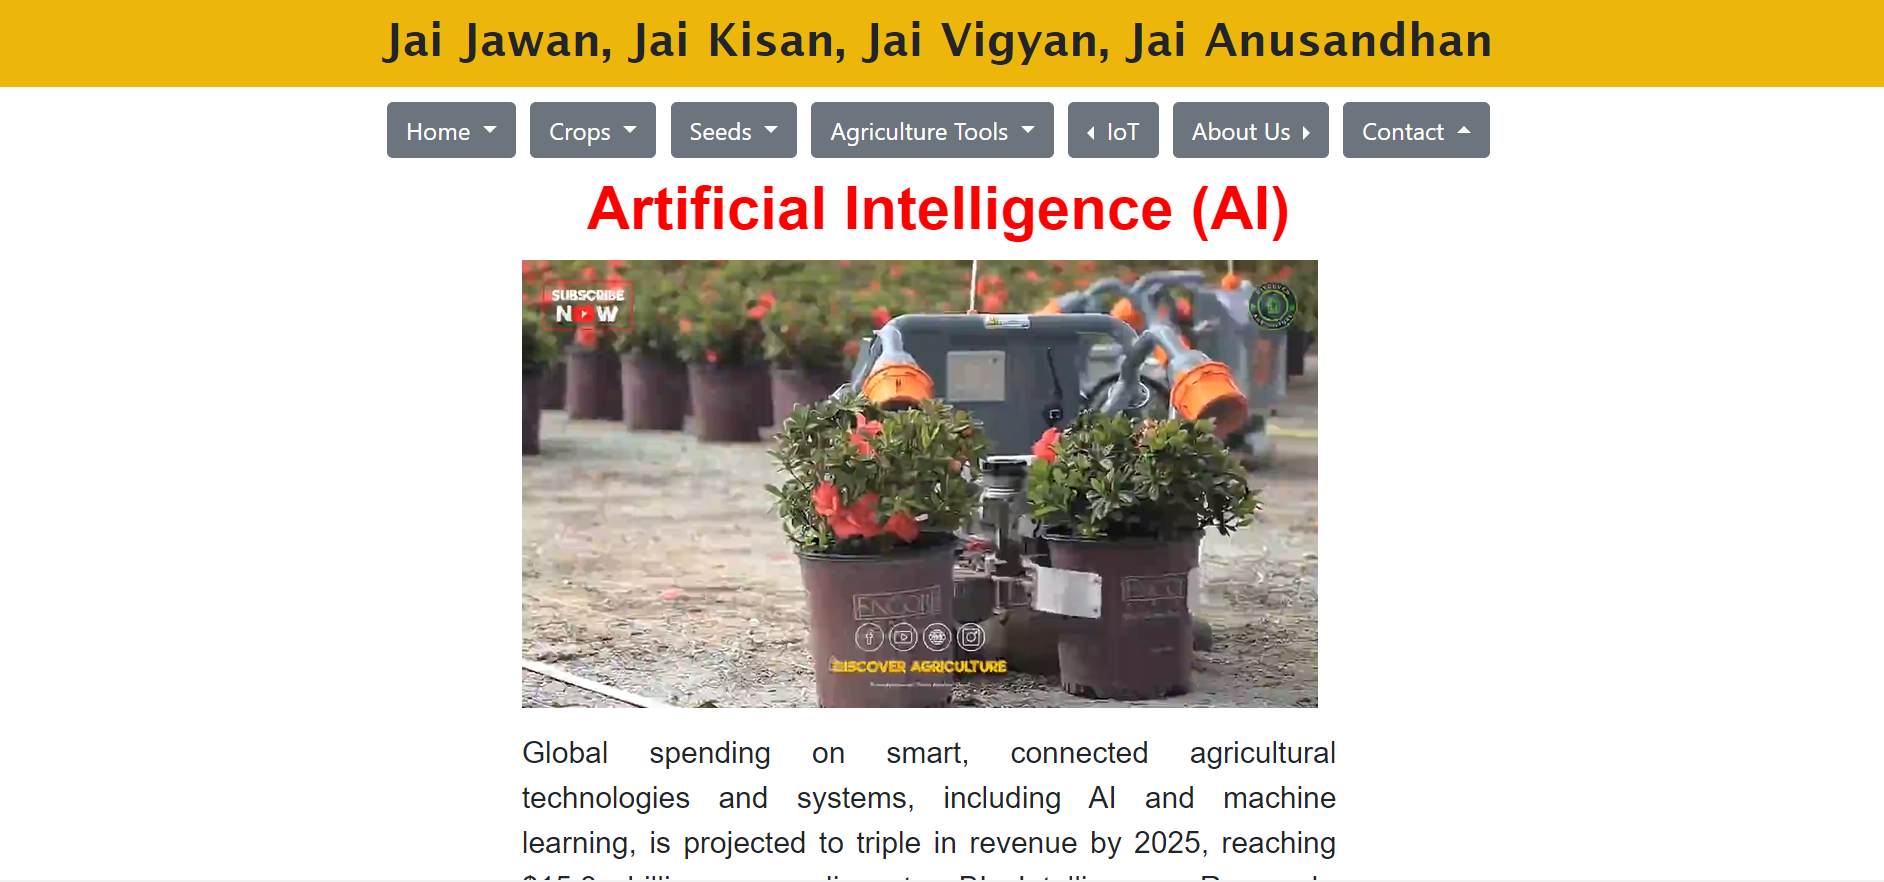 Jai Jawan, Jai Kisan, Jai Vigyan, Jai Anusandhan
Home
Crops
Seeds
Agriculture Tools
IoT
About Us
Contact
Artificial Intelligence (AI)
SUBSCRIBE
NOW
DISCOVER AGRICULTURE
Global spending on smart, connected agricultural
technologies and systems, including AI and machine
learning, is projected to triple in revenue by 2025, reaching